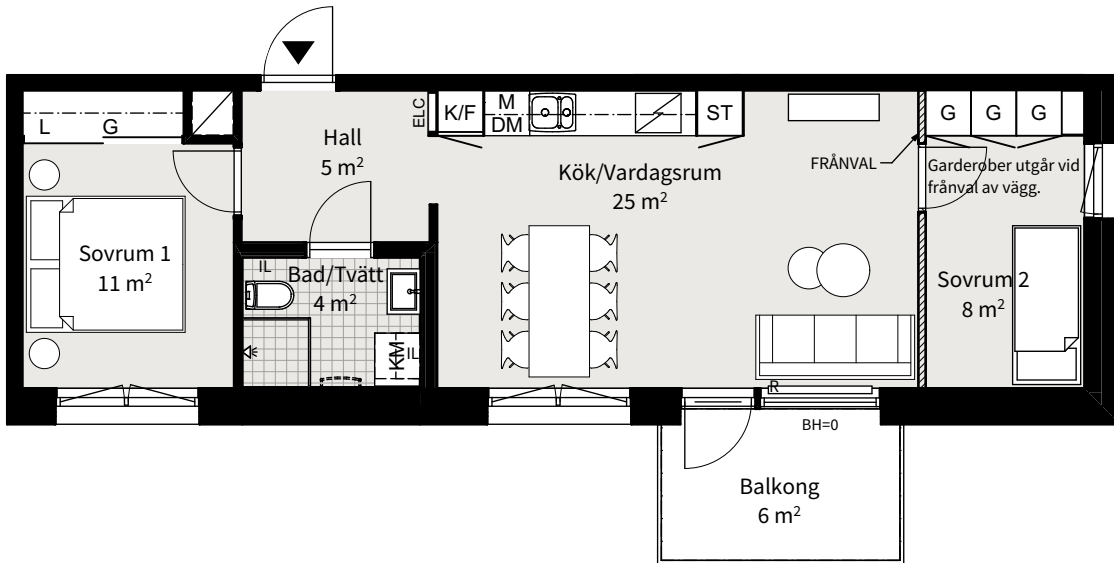 L
G
Hall
5 m²
ELC
K/F
M
DM
ST
G
G
G
FRÅNVAL
Garderober utgår vid
frånval av vägg.
Kök/Vardagsrum
25 m²
Sovrum 1
11 m²
IL
Bad/Tvätt
4 m²
KM
IL
Sovrum 2
8 m²
R
BH=0
Balkong
6 m²